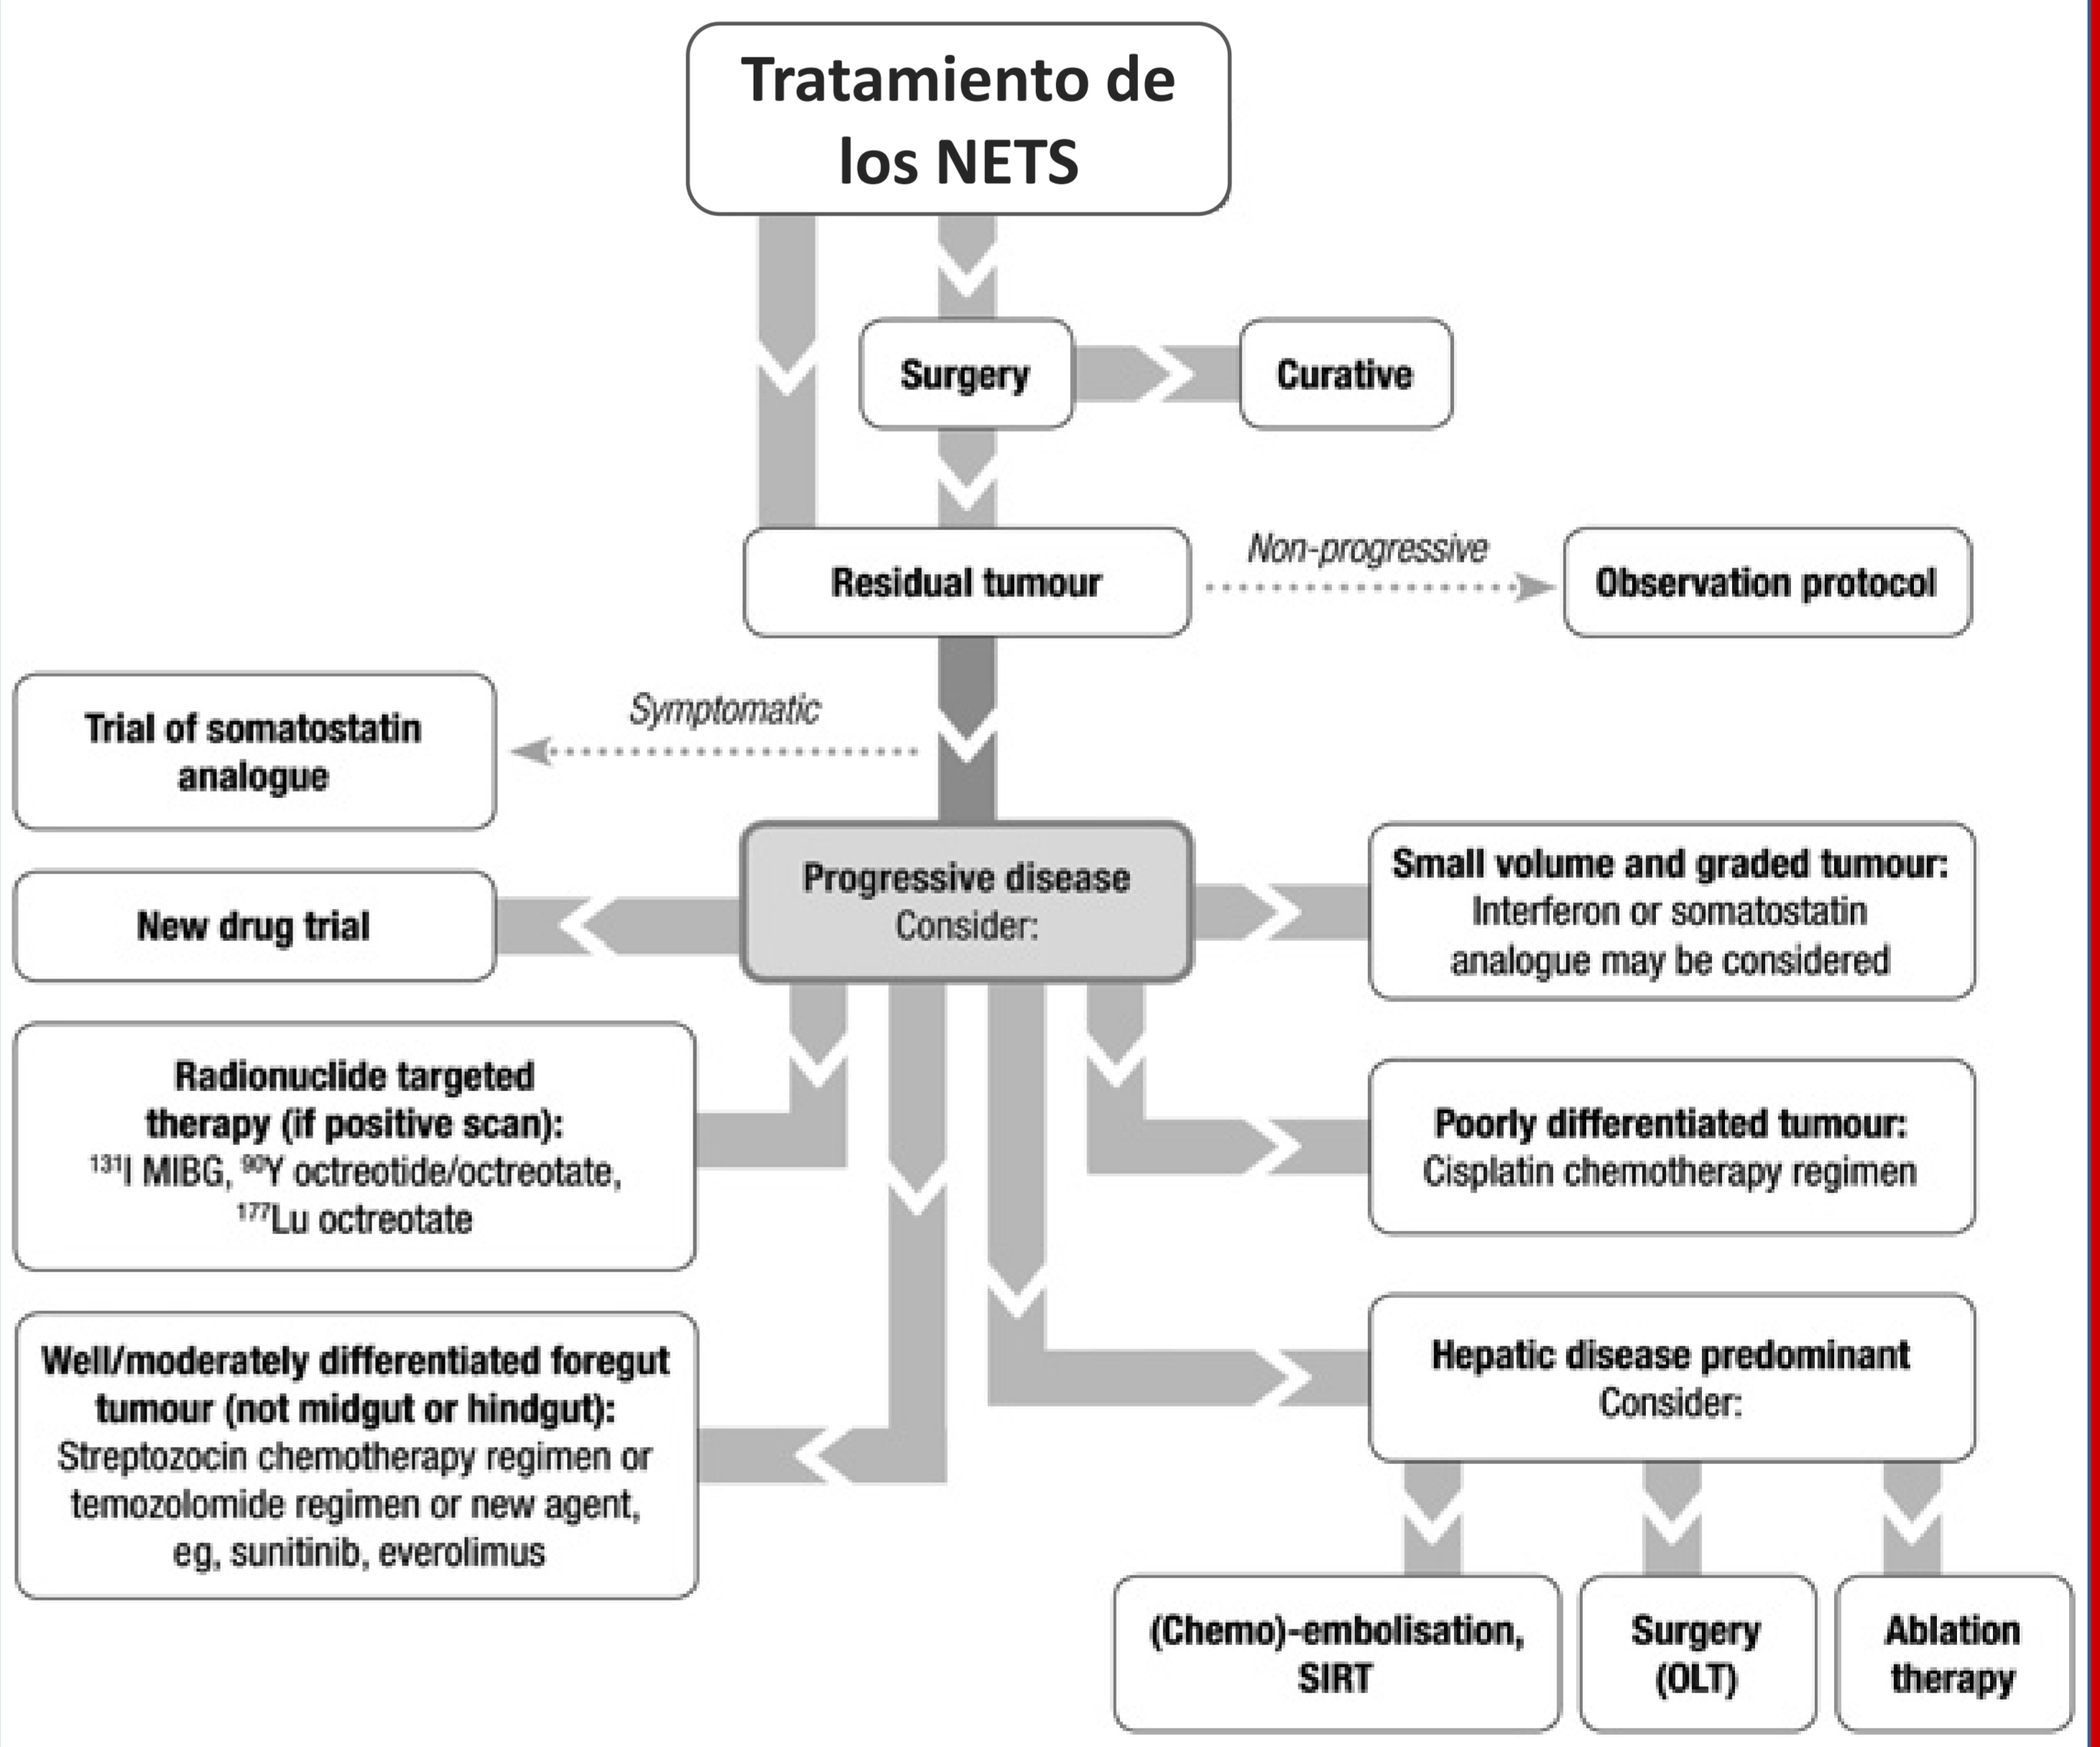 Tratamiento de
los NETS
Surgery
Curative
Residual tumour
Non-progressive
Observation protocol
Symptomatic
Trial of somatostatin
analogue
Progressive disease
Consider:
New drug trial
Small volume and graded tumour:
Interferon or somatostatin
analogue may be considered
Radionuclide targeted
therapy (if positive scan):
¹³¹I MIBG, ⁹⁰Y octreotide/octreotate,
¹⁷⁷Lu octreotate
Poorly differentiated tumour:
Cisplatin chemotherapy regimen
Well/moderately differentiated foregut
tumour (not midgut or hindgut):
Streptozocin chemotherapy regimen or
temozolomide regimen or new agent,
eg, sunitinib, everolimus
Hepatic disease predominant
Consider:
(Chemo)-embolisation,
SIRT
Surgery
(OLT)
Ablation
therapy